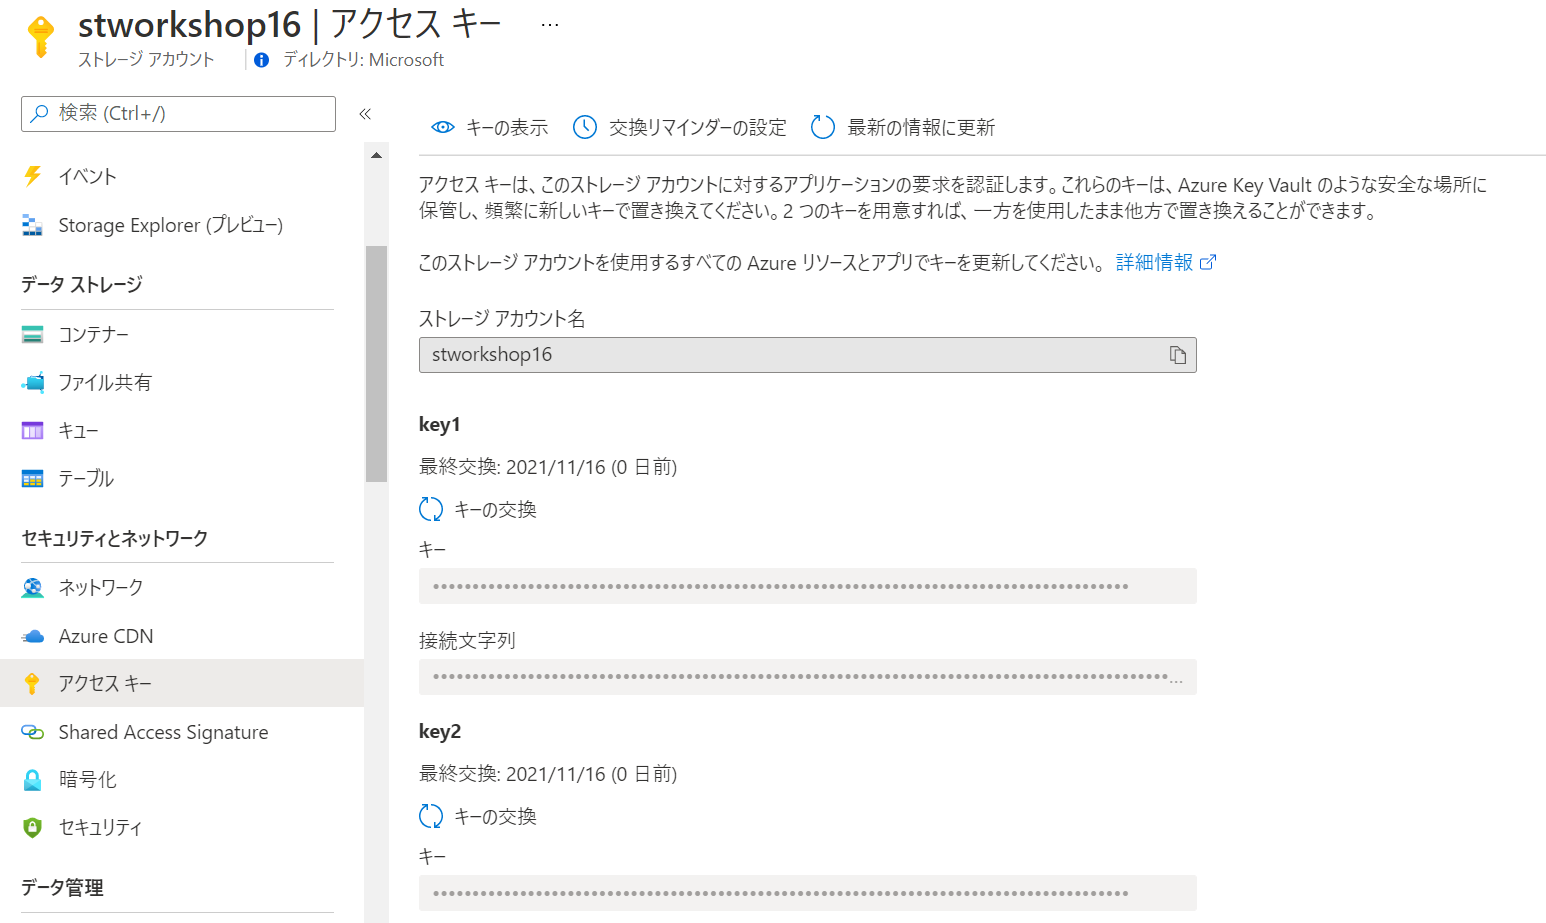 stworkshop16 | アクセス キー ...
ストレージ アカウント ディレクトリ: Microsoft
検索 (Ctrl+/)
«
イベント
Storage Explorer (プレビュー)
データ ストレージ
コンテナー
ファイル共有
キュー
テーブル
セキュリティとネットワーク
ネットワーク
Azure CDN
アクセス キー
Shared Access Signature
暗号化
セキュリティ
データ管理
キーの表示 交換リマインダーの設定 最新の情報に更新
アクセス キーは、このストレージ アカウントに対するアプリケーションの要求を認証します。これらのキーは、Azure Key Vault のような安全な場所に
保管し、頻繁に新しいキーで置き換えてください。2 つのキーを用意すれば、一方を使用したまま他方で置き換えることができます。
このストレージ アカウントを使用するすべての Azure リソースとアプリでキーを更新してください。 詳細情報
ストレージ アカウント名
stworkshop16
key1
最終交換: 2021/11/16 (0 日前)
キーの交換
キー
接続文字列
...
key2
最終交換: 2021/11/16 (0 日前)
キーの交換
キー